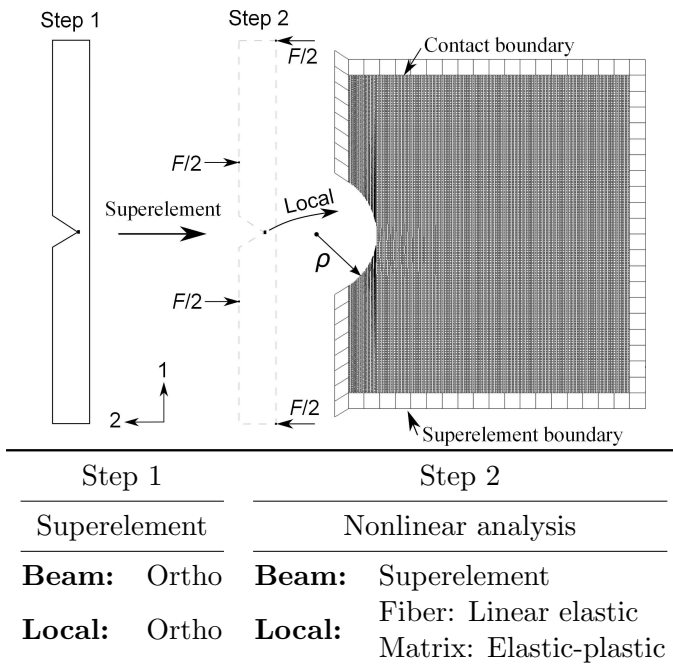 Step 1
Step 2
F/2
Contact boundary
F/2
Superelement
Local
ρ
F/2
1
2
F/2
Superelement boundary
Step 1
Step 2
Superelement
Nonlinear analysis
Beam: Ortho
Beam: Superelement
Local: Ortho
Local: Fiber: Linear elastic
Matrix: Elastic-plastic